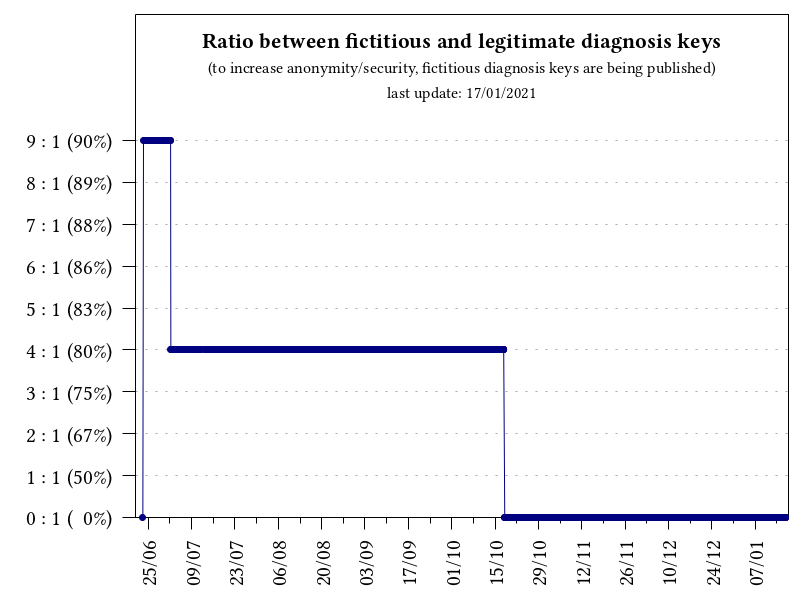 Ratio between fictitious and legitimate diagnosis keys
(to increase anonymity/security, fictitious diagnosis keys are being published)
last update: 17/01/2021
9 : 1 (90%)
8 : 1 (89%)
7 : 1 (88%)
6 : 1 (86%)
5 : 1 (83%)
4 : 1 (80%)
3 : 1 (75%)
2 : 1 (67%)
1 : 1 (50%)
0 : 1 ( 0%)
25/06
09/07
23/07
06/08
20/08
03/09
17/09
01/10
15/10
29/10
12/11
26/11
10/12
24/12
07/01